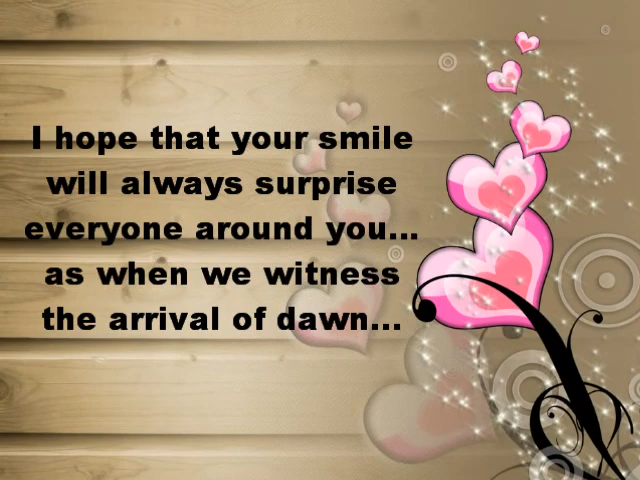 I hope that your smile
will always surprise
everyone around you...
as when we witness
the arrival of dawn...